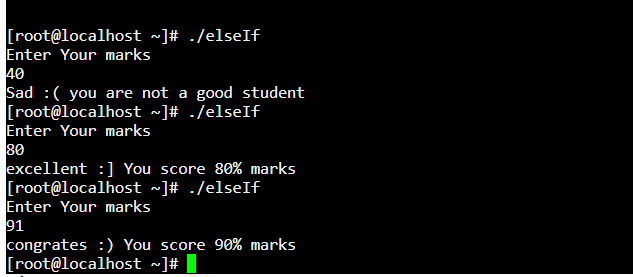 [root@localhost ~]# ./elseIf
Enter Your marks
40
Sad :( you are not a good student
[root@localhost ~]# ./elseIf
Enter Your marks
80
excellent :] You score 80% marks
[root@localhost ~]# ./elseIf
Enter Your marks
91
congrates :) You score 90% marks
[root@localhost ~]#